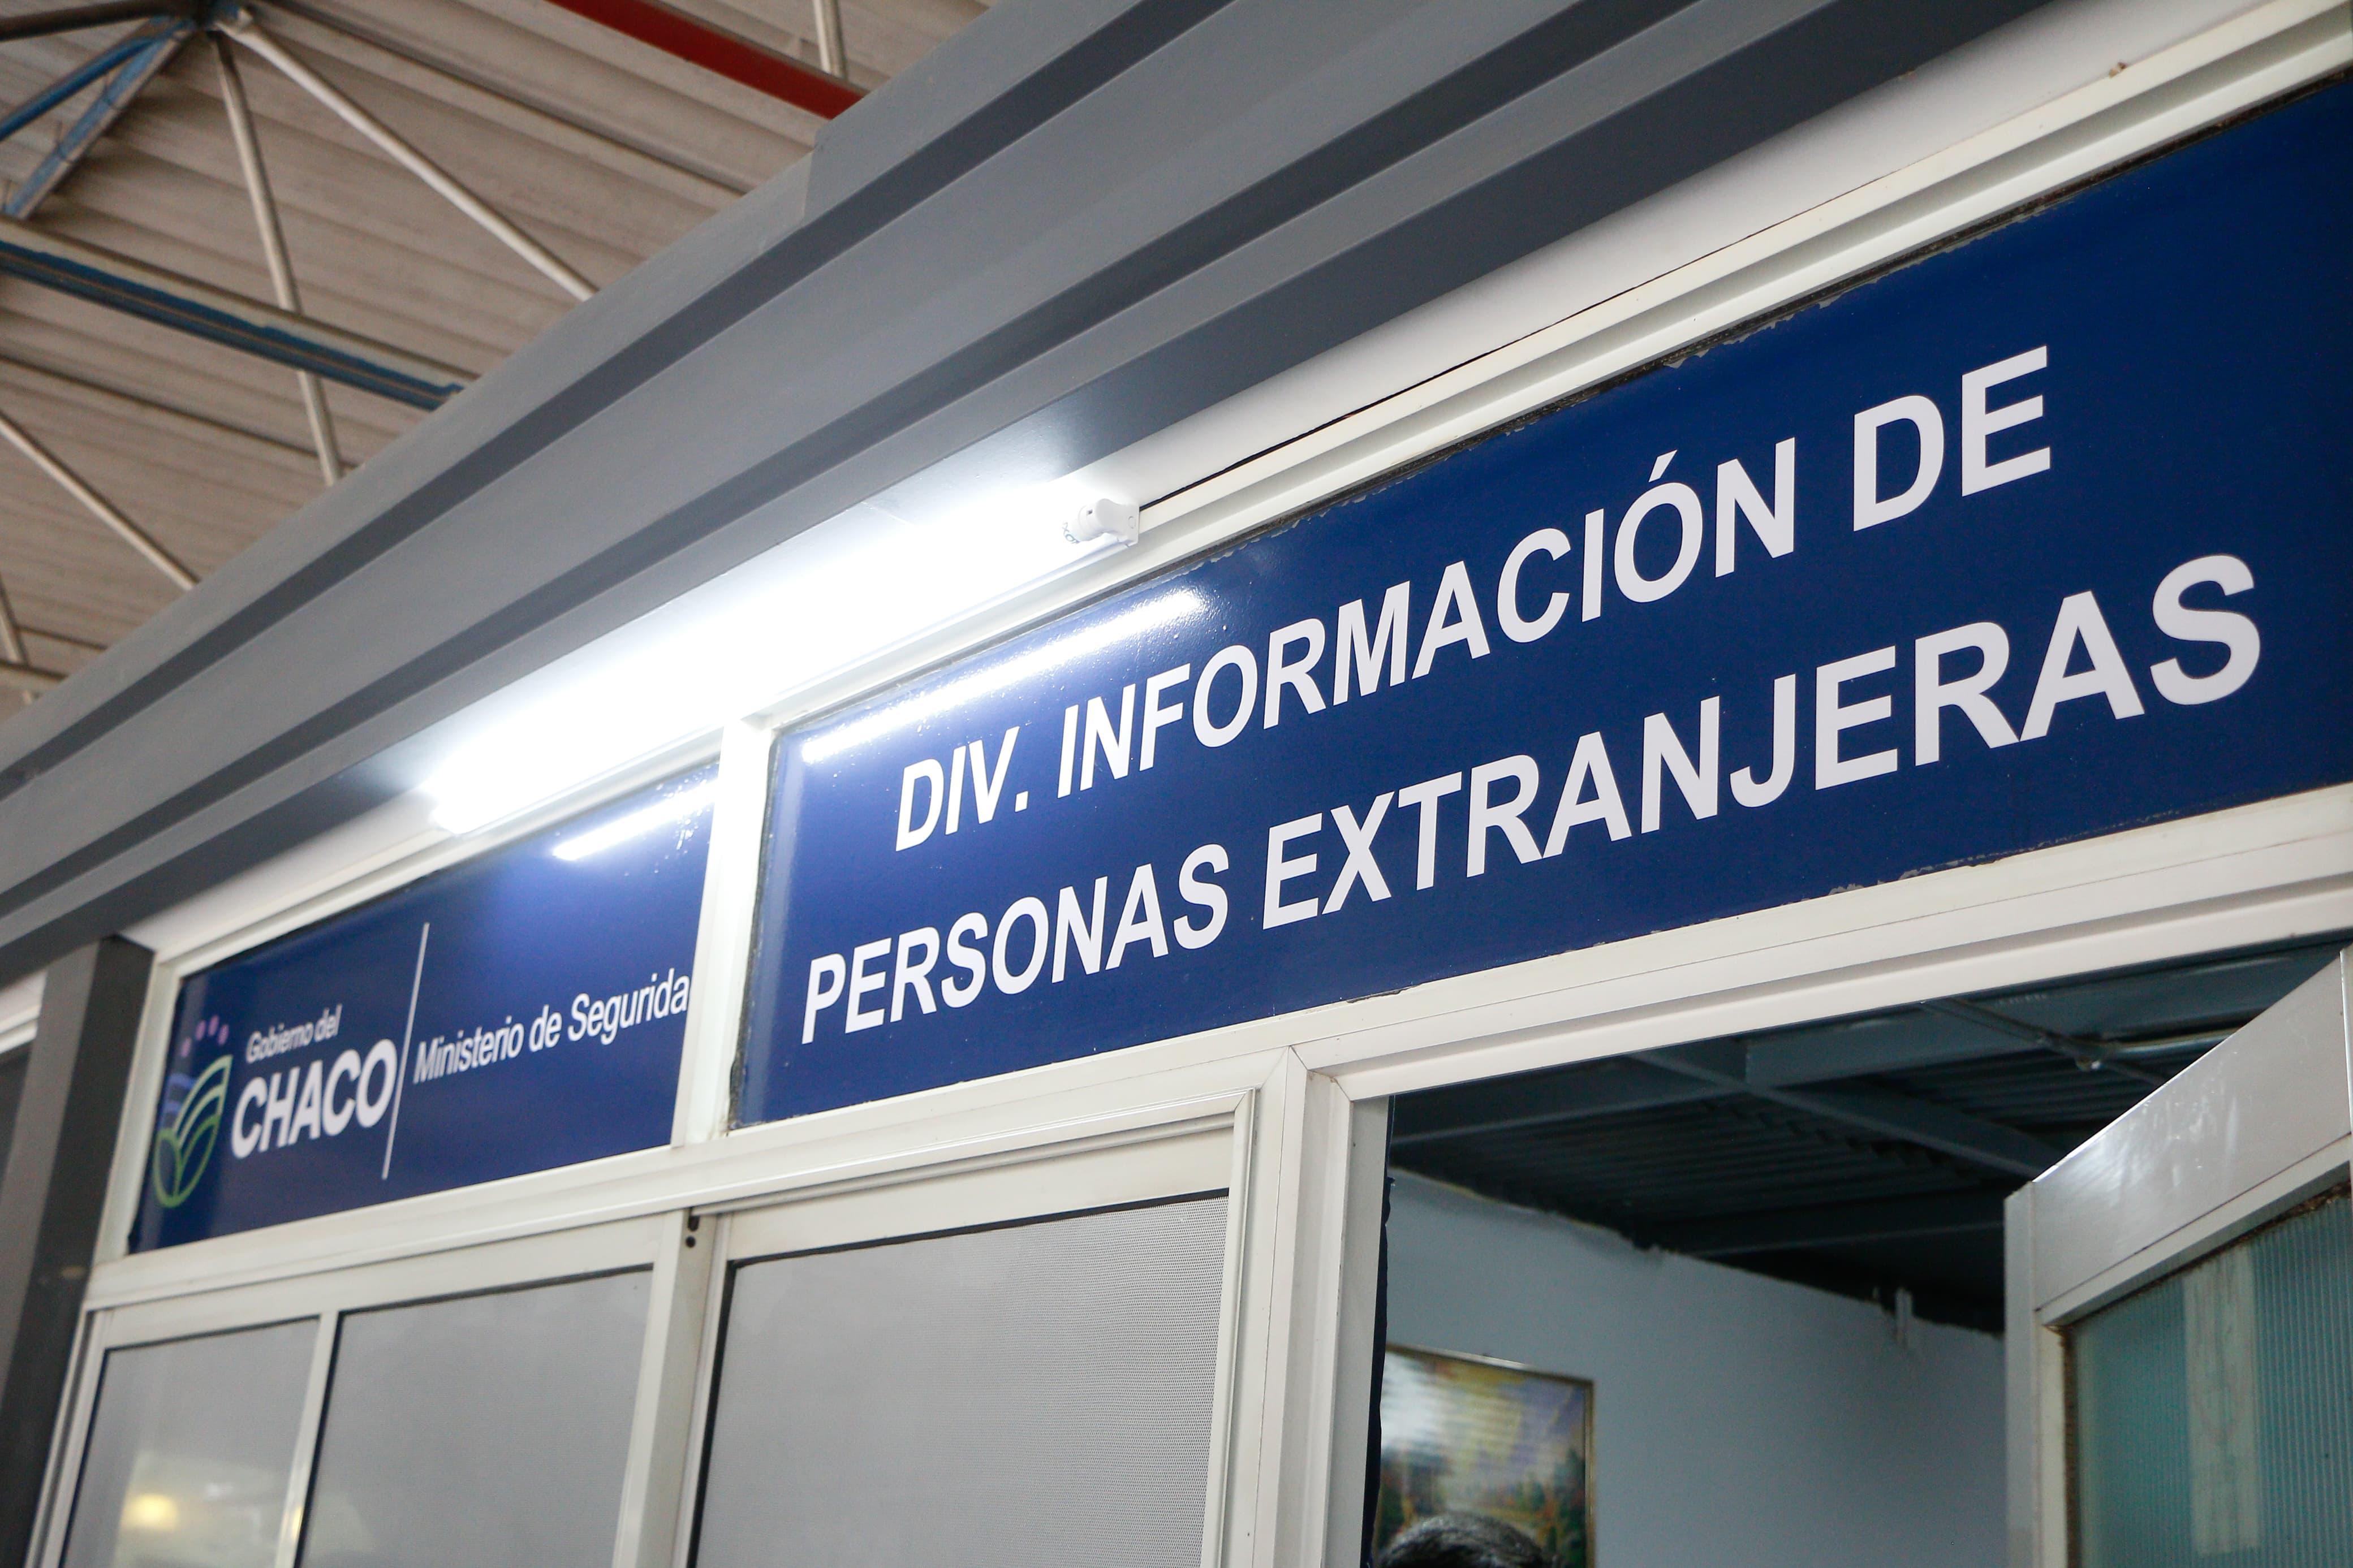 Gobierno del
CHACO
Ministerio de Segurida
DIV. INFORMACIÓN DE
PERSONAS EXTRANJERAS